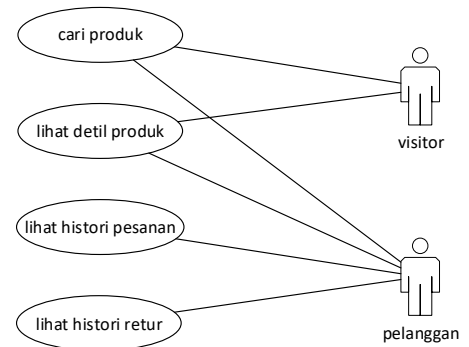 cari produk
lihat detil produk
visitor
lihat histori pesanan
lihat histori retur
pelanggan